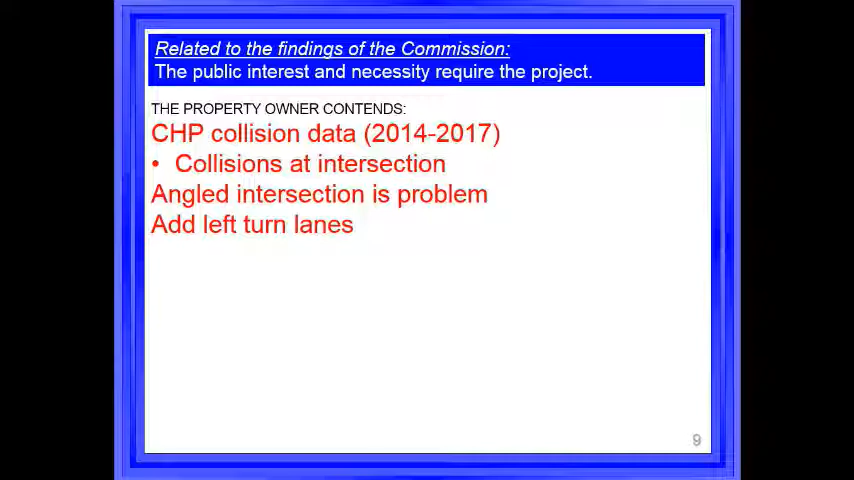 Related to the findings of the Commission:
The public interest and necessity require the project.
THE PROPERTY OWNER CONTENDS:
CHP collision data (2014-2017)
• Collisions at intersection
Angled intersection is problem
Add left turn lanes
9